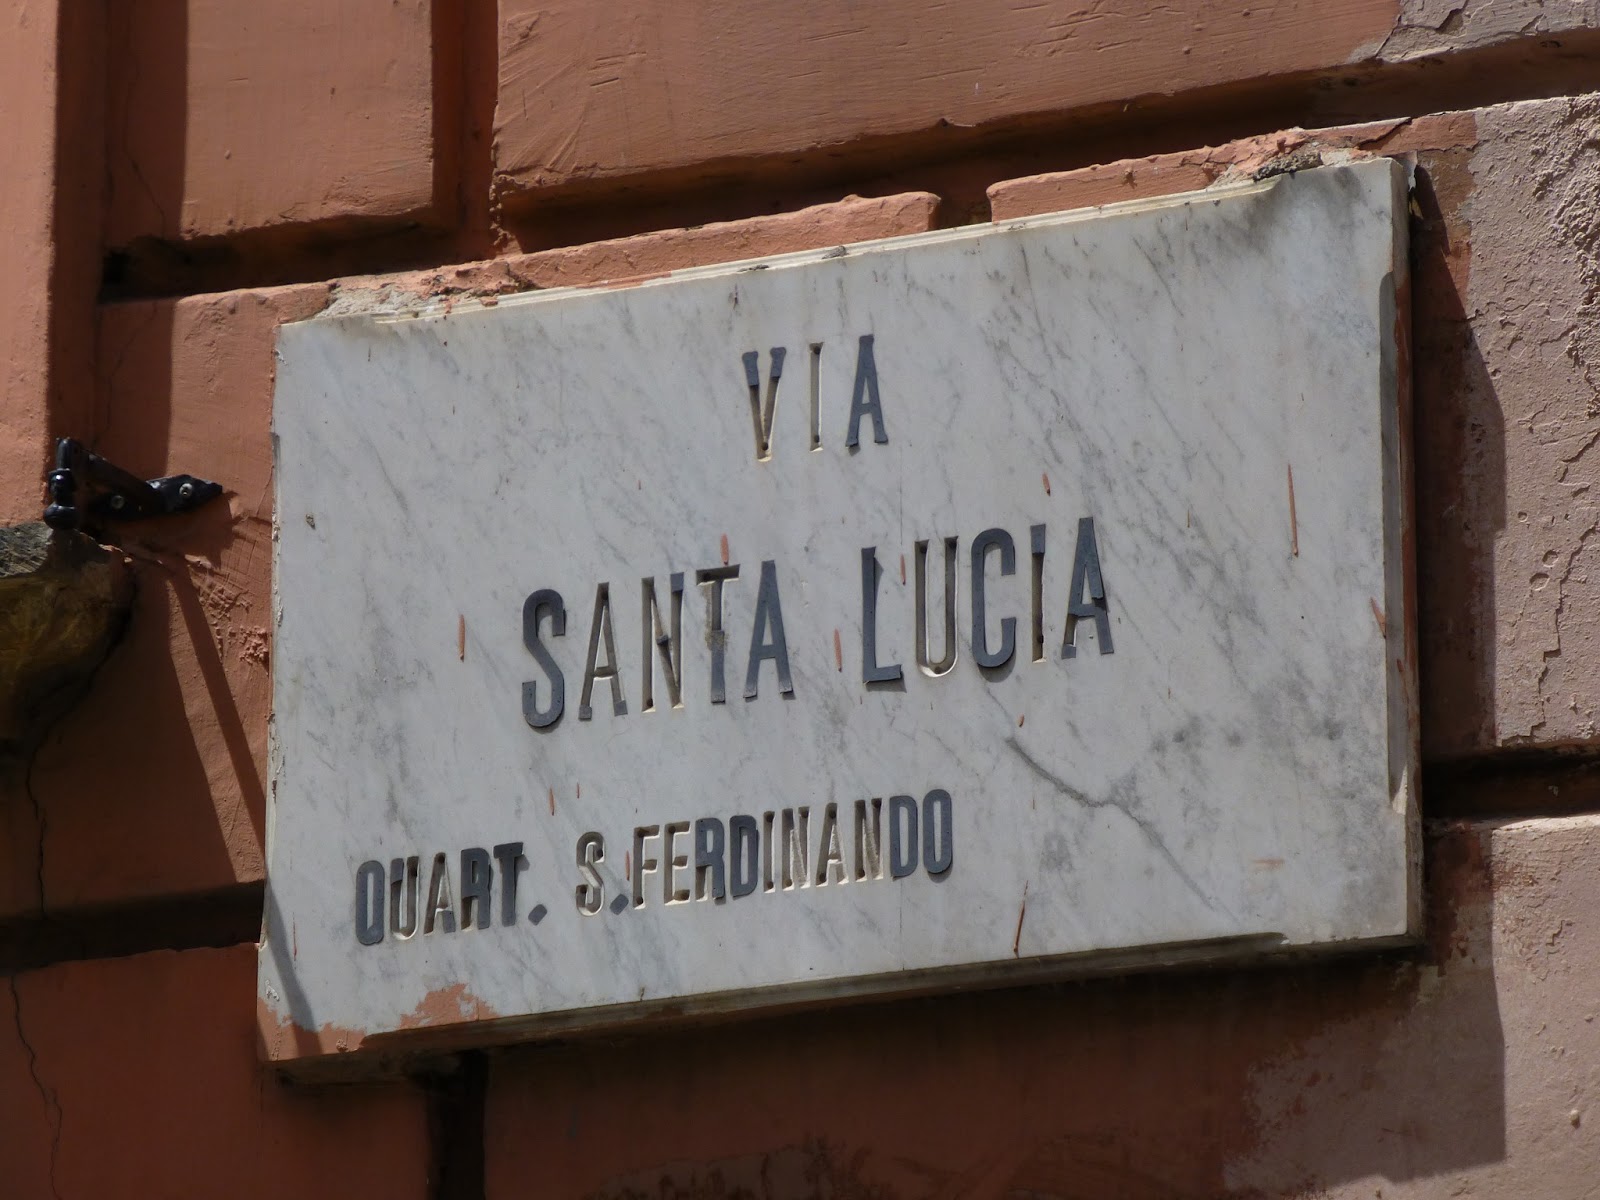 VIA
SANTA LUCIA
QUART. S. FERDINANDO